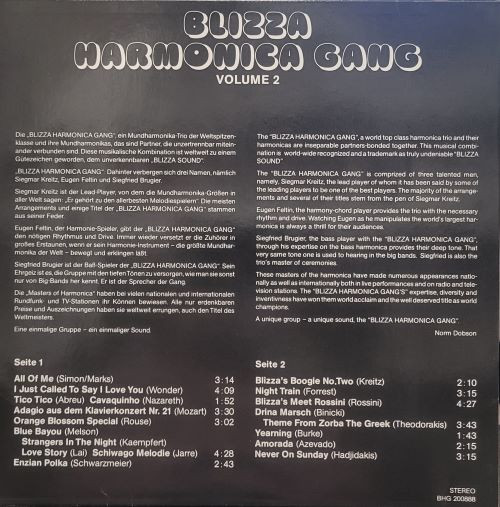 BLIZZA
HARMONICA GANG
VOLUME 2
Die „BLIZZA HARMONICA GANG“, ein Mundharmonika-Trio der Weltspitzen-
klasse und ihre Mundharmonikas, das sind Partner, die unzertrennbar mitein-
ander verbunden sind. Diese musikalische Kombination ist weltweit zu einem
Gütezeichen geworden, dem unverkennbaren „BLIZZA SOUND“.
„BLIZZA HARMONICA GANG“. Dahinter verbergen sich drei Namen, nämlich
Siegmar Kreitz, Eugen Feltin und Siegfried Brugier.
Siegmar Kreitz ist der Lead-Player, von dem die Mundharmonika-Größen in
aller Welt sagen: „Er gehört zu den allerbesten Melodiespielern“. Die meisten
Arrangements und einige Titel der „BLIZZA HARMONICA GANG“ stammen
aus seiner Feder.
Eugen Feltin, der Harmonie-Spieler, gibt der „BLIZZA HARMONICA GANG“
den nötigen Rhythmus und Drive. Immer wieder versetzt er die Zuhörer in
großes Erstaunen, wenn er sein Harmonie-Instrument – die größte Mundhar-
monika der Welt – bewegt und erklingen läßt.
Siegfried Brugier ist der Baß-Spieler der „BLIZZA HARMONICA GANG“. Sein
Ehrgeiz ist es, die Gruppe mit den tiefen Tönen zu versorgen, wie man sie sonst
nur von Big-Bands her kennt. Er ist der Sprecher der Gang.
Die „Masters of Harmonica“ haben bei vielen nationalen und internationalen
Rundfunk- und TV-Stationen ihr Können bewiesen. Alle nur erdenkbaren
Preise und Auszeichnungen haben sie weltweit errungen, auch den Titel des
Weltmeisters.
Eine einmalige Gruppe – ein einmaliger Sound.
The “BLIZZA HARMONICA GANG”, a world top class harmonica trio and their
harmonicas are inseparable partners-bonded together. This musical combi-
nation is world-wide recognized and a trademark as truly undeniable “BLIZZA
SOUND”
The “BLIZZA HARMONICA GANG” is comprized of three talented men,
namely, Siegmar Kreitz, the lead player of whom it has been said by some of
the leading players to be one of the best players. The majority of the arrange-
ments and several of their titles stem from the pen of Siegmar Kreitz.
Eugen Feltin, the harmony-chord player provides the trio with the necessary
rhythm and drive. Watching Eugen as he manipulates the world's largest har-
monica is always a thrill for their audiences.
Siegfried Brugier, the bass player with the “BLIZZA HARMONICA GANG”,
through his expertise on the bass harmonica provides their deep tone. That
very same tone one is used to hearing in the big bands. Siegfried is also the
trio's master of ceremonies.
These masters of the harmonica have made numerous appearances natio-
nally as well as internationally both in live performances and on radio and tele-
vision stations. The “BLIZZA HARMONICA GANG'S” expertise, diversity and
inventiveness have won them world acclaim and the well deserved title as world
champions.
A unique group – a unique sound, the “BLIZZA HARMONICA GANG”.
Norm Dobson
Seite 1
All Of Me (Simon/Marks) 3:14
I Just Called To Say I Love You (Wonder) 4:09
Tico Tico (Abreu) Cavaquinho (Nazareth) 1:52
Adagio aus dem Klavierkonzert Nr. 21 (Mozart) 3:30
Orange Blossom Special (Rouse) 3:02
Blue Bayou (Melson)
Strangers In The Night (Kaempfert)
Love Story (Lai) Schiwago Melodie (Jarre) 4:28
Enzian Polka (Schwarzmeier) 2:43
Seite 2
Blizza's Boogie No,Two (Kreitz) 2:10
Night Train (Forrest) 3:15
Blizza's Meet Rossini (Rossini) 4:27
Drina Marsch (Binicki)
Theme From Zorba The Greek (Theodorakis) 3:43
Yearning (Burke) 1:43
Amorada (Azevedo) 2:15
Never On Sunday (Hadjidakis) 3:15
STEREO
BHG 200888